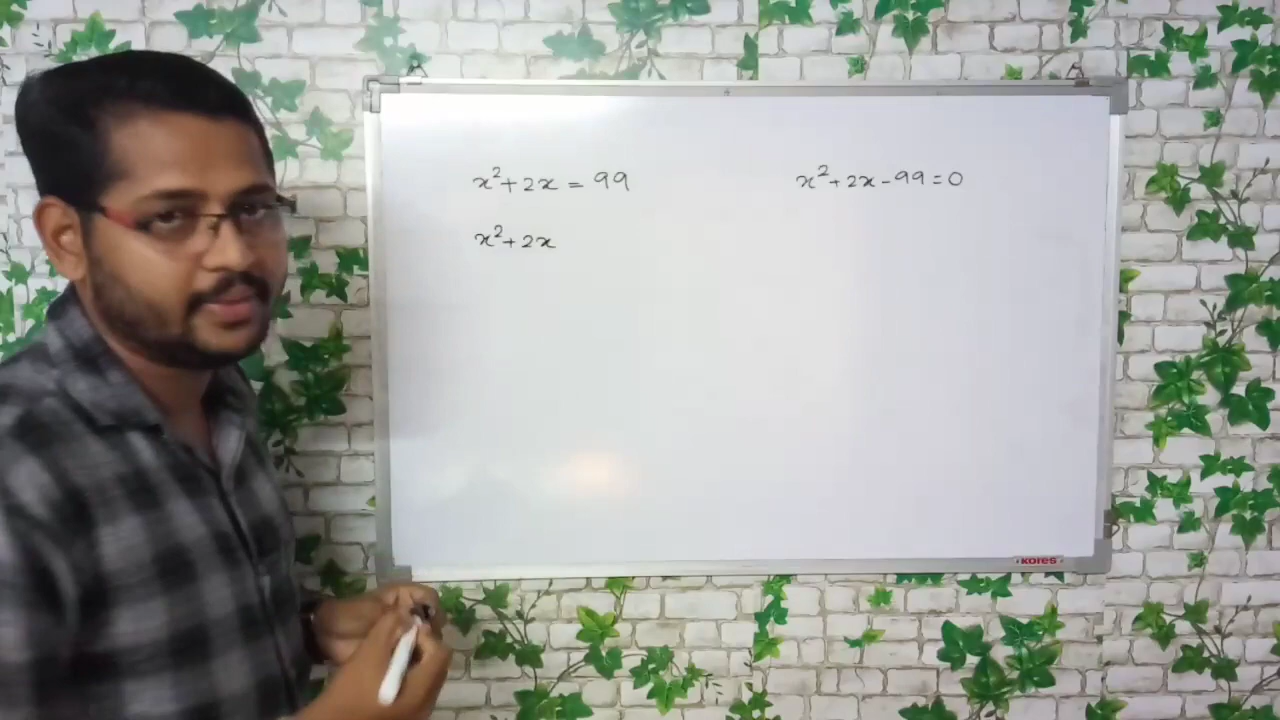 x²+2x = 99
x²+2x-99=0
x²+2x
KORES